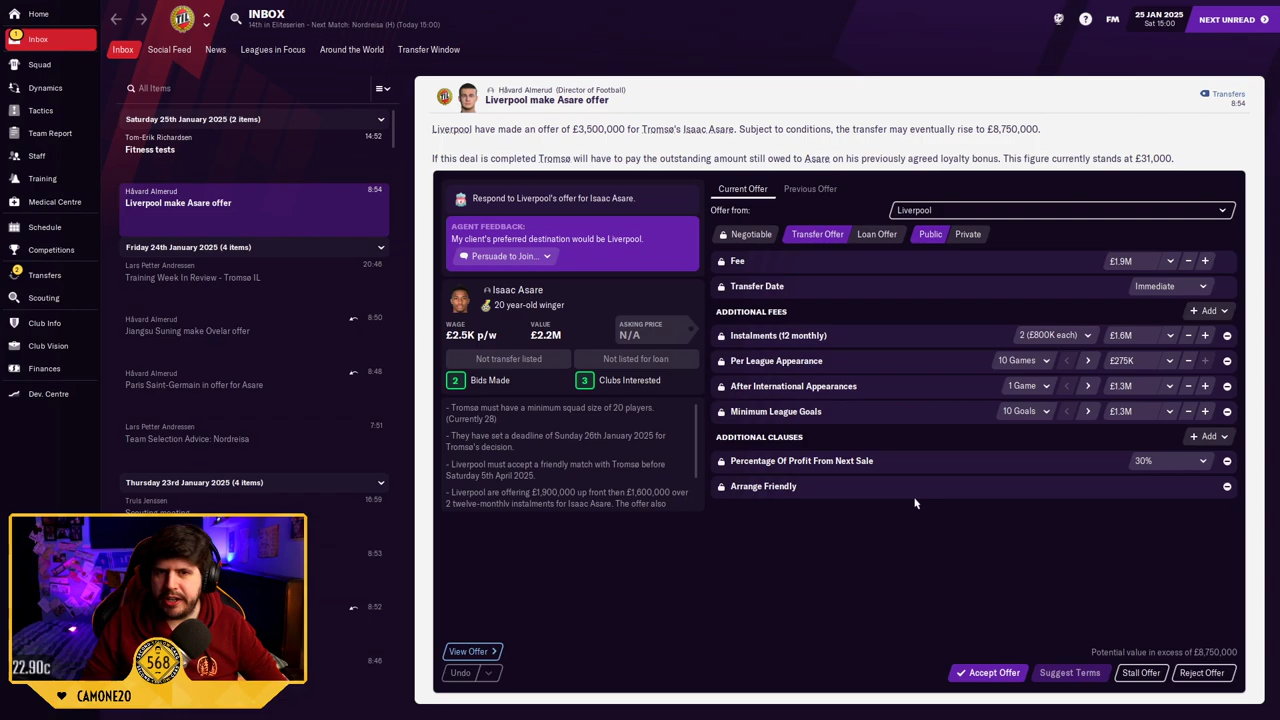 Home
INBOX
14th in Eliteserien - Next Match: Nordreisa (H) (Today 15:00)
FM
25 JAN 2025
Sat 15:00
NEXT UNREAD
1
Inbox
Inbox
Social Feed
News
Leagues in Focus
Around the World
Transfer Window
Squad
Dynamics
Tactics
Team Report
Staff
Training
Medical Centre
Schedule
Competitions
2
Transfers
Scouting
Club Info
Club Vision
Finances
Dev. Centre
All Items
Saturday 25th January 2025 (2 items)
Tom-Erik Richardsen
14:52
Fitness tests
Håvard Almerud
8:54
Liverpool make Asare offer
Friday 24th January 2025 (4 items)
Lars Petter Andressen
20:46
Training Week In Review - Tromsø IL
Håvard Almerud
8:50
Jiangsu Suning make Ovelar offer
Håvard Almerud
8:48
Paris Saint-Germain in offer for Asare
Lars Petter Andressen
7:51
Team Selection Advice: Nordreisa
Thursday 23rd January 2025 (4 items)
Truls Jenssen
16:59
Scouting meeting
8:53
8:52
8:46
Håvard Almerud (Director of Football)
Liverpool make Asare offer
Transfers
8:54
Liverpool have made an offer of £3,500,000 for Tromsø's Isaac Asare. Subject to conditions, the transfer may eventually rise to £8,750,000.
If this deal is completed Tromsø will have to pay the outstanding amount still owed to Asare on his previously agreed loyalty bonus. This figure currently stands at £31,000.
Respond to Liverpool's offer for Isaac Asare.
AGENT FEEDBACK:
My client's preferred destination would be Liverpool.
Persuade to Join...
Isaac Asare
20 year-old winger
WAGE
£2.5K p/w
VALUE
£2.2M
ASKING PRICE
N/A
Not transfer listed
Not listed for loan
2
Bids Made
3
Clubs Interested
- Tromsø must have a minimum squad size of 20 players.
(Currently 28)
- They have set a deadline of Sunday 26th January 2025 for
Tromsø's decision.
- Liverpool must accept a friendly match with Tromsø before
Saturday 5th April 2025.
- Liverpool are offering £1,900,000 up front then £1,600,000 over
2 twelve-monthly instalments for Isaac Asare. The offer also
Current Offer
Previous Offer
Offer from:
Liverpool
Negotiable
Transfer Offer
Loan Offer
Public
Private
Fee
£1.9M
Transfer Date
Immediate
ADDITIONAL FEES
Add
Instalments (12 monthly)
2 (£800K each)
£1.6M
Per League Appearance
10 Games
£275K
After International Appearances
1 Game
£1.3M
Minimum League Goals
10 Goals
£1.3M
ADDITIONAL CLAUSES
Add
Percentage Of Profit From Next Sale
30%
Arrange Friendly
View Offer
Undo
Potential value in excess of £8,750,000
Accept Offer
Suggest Terms
Stall Offer
Reject Offer
22.90c
568
CAMONE20